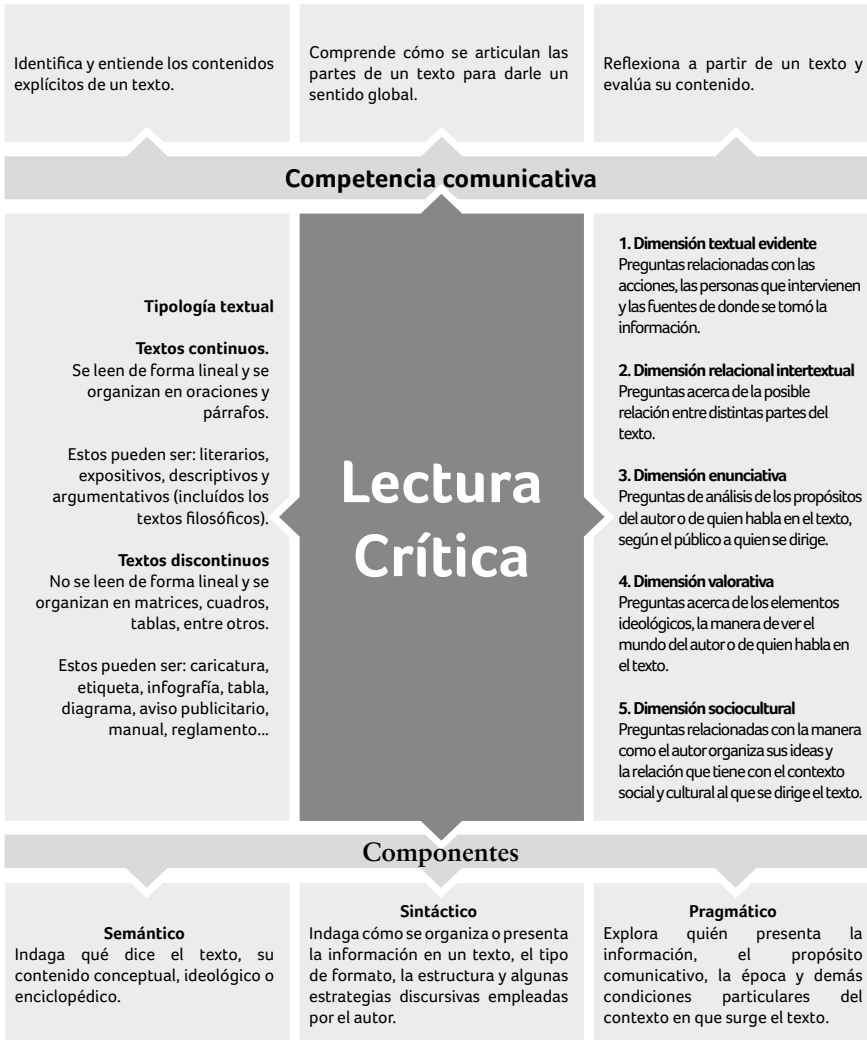 Identifica y entiende los contenidos
explícitos de un texto.
Comprende cómo se articulan las
partes de un texto para darle un
sentido global.
Reflexiona a partir de un texto y
evalúa su contenido.
Competencia comunicativa
Tipología textual
Textos continuos.
Se leen de forma lineal y se
organizan en oraciones y
párrafos.
Estos pueden ser: literarios,
expositivos, descriptivos y
argumentativos (incluídos los
textos filosóficos).
Textos discontinuos
No se leen de forma lineal y se
organizan en matrices, cuadros,
tablas, entre otros.
Estos pueden ser: caricatura,
etiqueta, infografía, tabla,
diagrama, aviso publicitario,
manual, reglamento...
Lectura
Crítica
1. Dimensión textual evidente
Preguntas relacionadas con las
acciones, las personas que intervienen
y las fuentes de donde se tomó la
información.
2. Dimensión relacional intertextual
Preguntas acerca de la posible
relación entre distintas partes del
texto.
3. Dimensión enunciativa
Preguntas de análisis de los propósitos
del autor o de quien habla en el texto,
según el público a quien se dirige.
4. Dimensión valorativa
Preguntas acerca de los elementos
ideológicos, la manera de ver el
mundo del autor o de quien habla en
el texto.
5. Dimensión sociocultural
Preguntas relacionadas con la manera
como el autor organiza sus ideas y
la relación que tiene con el contexto
social y cultural al que se dirige el texto.
Componentes
Semántico
Indaga qué dice el texto, su
contenido conceptual, ideológico o
enciclopédico.
Sintáctico
Indaga cómo se organiza o presenta
la información en un texto, el tipo
de formato, la estructura y algunas
estrategias discursivas empleadas
por el autor.
Pragmático
Explora quién presenta la
información, el propósito
comunicativo, la época y demás
condiciones particulares del
contexto en que surge el texto.